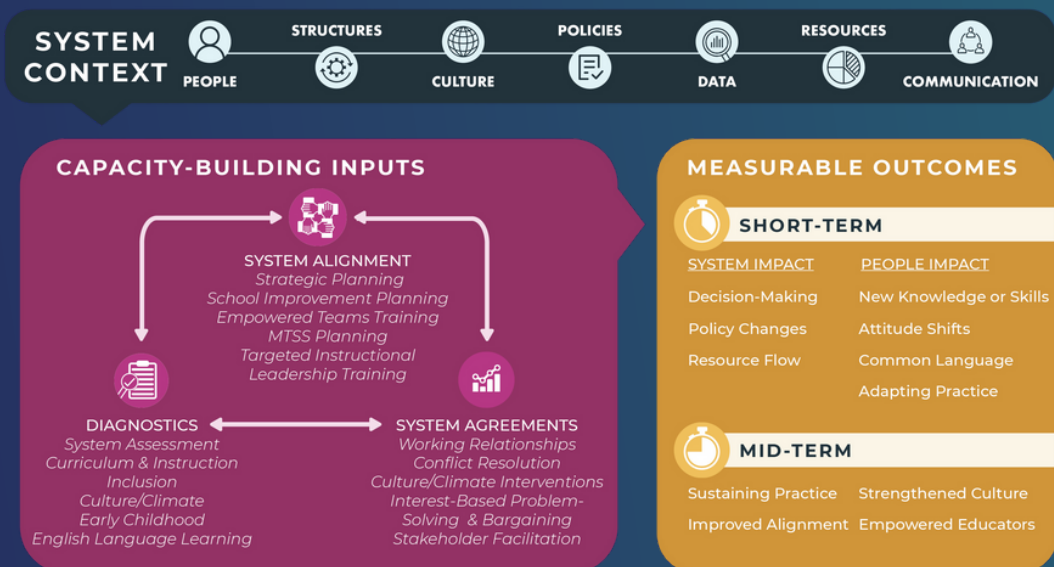 SYSTEM
CONTEXT
PEOPLE
STRUCTURES
CULTURE
POLICIES
DATA
RESOURCES
COMMUNICATION
CAPACITY-BUILDING INPUTS
SYSTEM ALIGNMENT
Strategic Planning
School Improvement Planning
Empowered Teams Training
MTSS Planning
Targeted Instructional
Leadership Training
DIAGNOSTICS
System Assessment
Curriculum & Instruction
Inclusion
Culture/Climate
Early Childhood
English Language Learning
SYSTEM AGREEMENTS
Working Relationships
Conflict Resolution
Culture/Climate Interventions
Interest-Based Problem-
Solving & Bargaining
Stakeholder Facilitation
MEASURABLE OUTCOMES
SHORT-TERM
SYSTEM IMPACT
Decision-Making
Policy Changes
Resource Flow
PEOPLE IMPACT
New Knowledge or Skills
Attitude Shifts
Common Language
Adapting Practice
MID-TERM
Sustaining Practice
Improved Alignment
Strengthened Culture
Empowered Educators